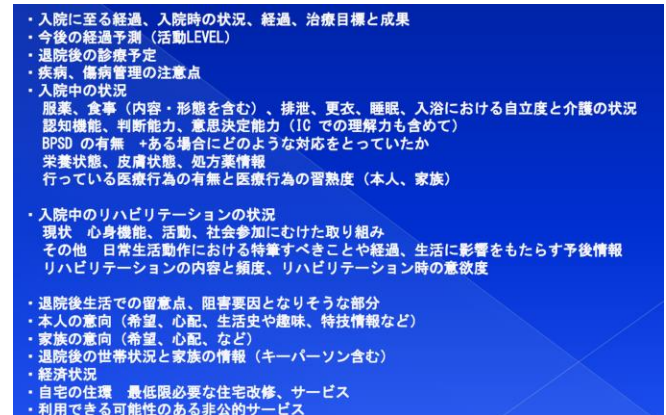 ・入院に至る経過、入院時の状況、経過、治療目標と成果
・今後の経過予測（活動LEVEL）
・退院後の診療予定
・疾病、傷病管理の注意点
・入院中の状況
服薬、食事（内容・形態を含む）、排泄、更衣、睡眠、入浴における自立度と介護の状況
認知機能、判断能力、意思決定能力（IC での理解力も含めて）
BPSD の有無　+ある場合にどのような対応をとっていたか
栄養状態、皮膚状態、処方薬情報
行っている医療行為の有無と医療行為の習熟度（本人、家族）
・入院中のリハビリテーションの状況
現状　心身機能、活動、社会参加にむけた取り組み
その他　日常生活動作における特筆すべきことや経過、生活に影響をもたらす予後情報
リハビリテーションの内容と頻度、リハビリテーション時の意欲度
・退院後生活での留意点、阻害要因となりそうな部分
・本人の意向（希望、心配、生活史や趣味、特技情報など）
・家族の意向（希望、心配、など）
・退院後の世帯状況と家族の情報（キーパーソン含む）
・経済状況
・自宅の住環　最低限必要な住宅改修、サービス
・利用できる可能性のある非公的サービス